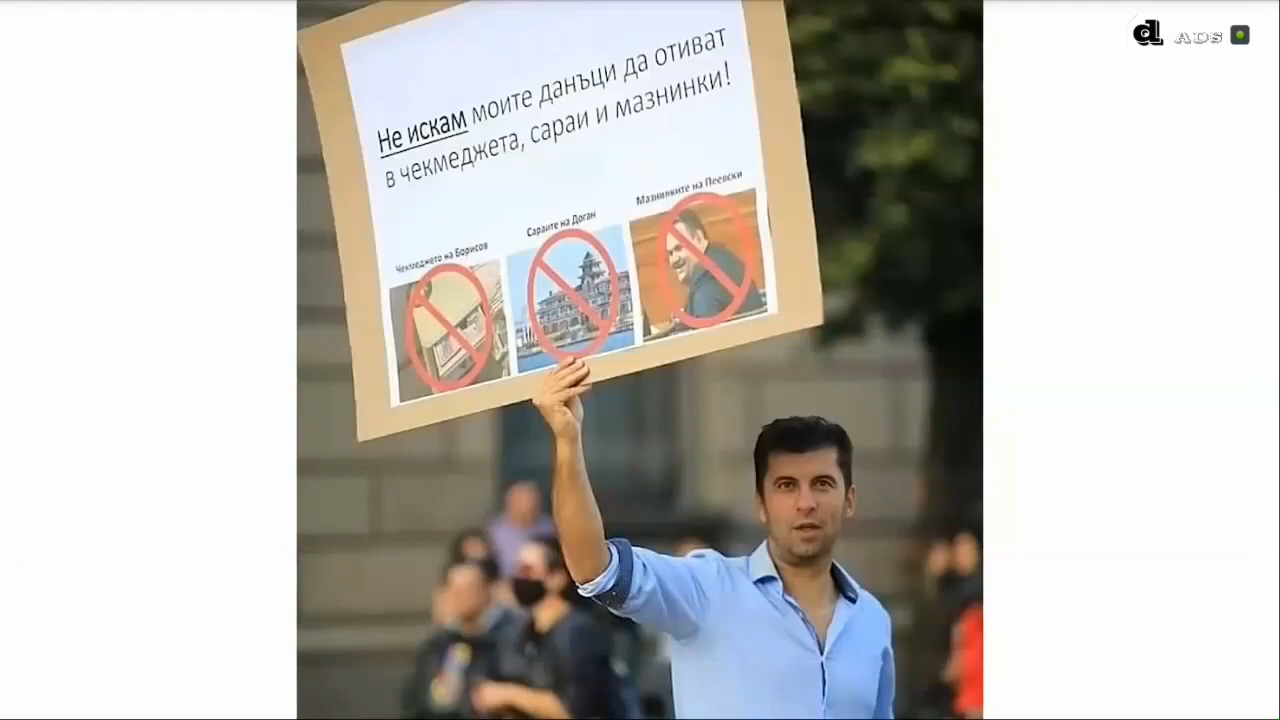 d ADS
Не искам моите данъци да отиват
в чекмеджета, сараи и мазнинки!
Чекмеджето на Борисов
Сараите на Доган
Мазнинките на Пеевски